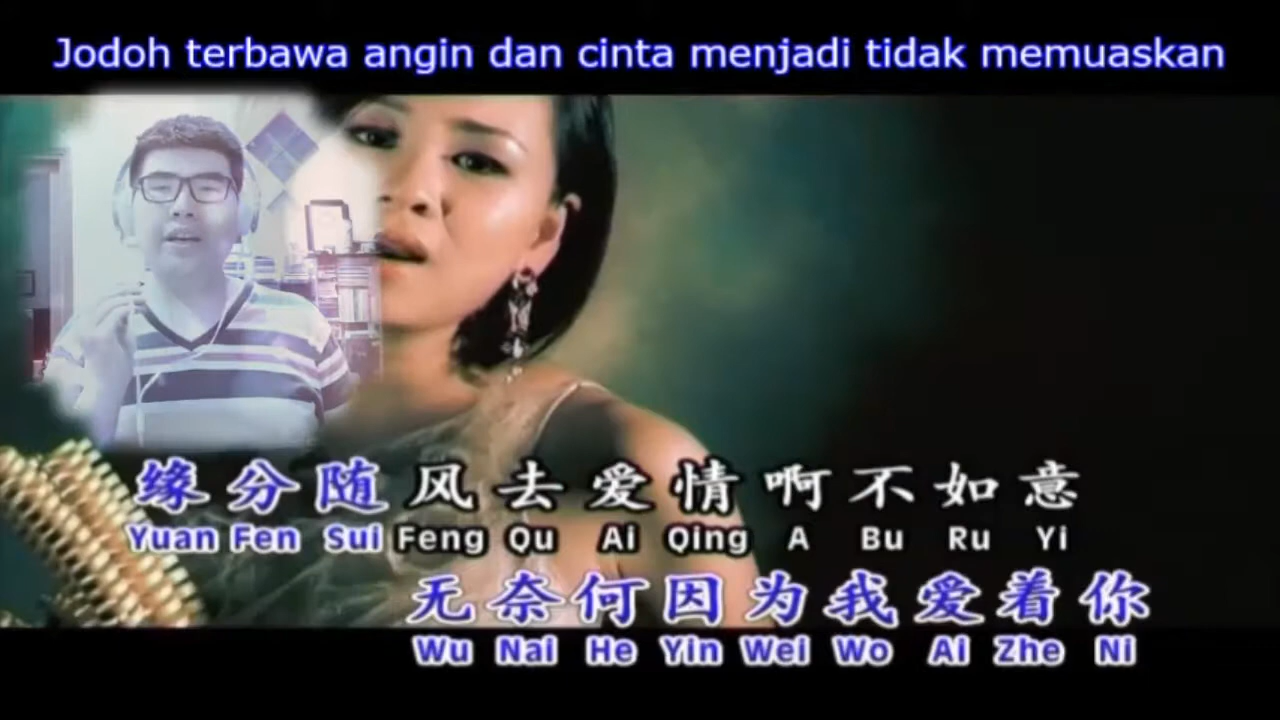 Jodoh terbawa angin dan cinta menjadi tidak memuaskan
缘分随风去爱情啊不如意
Yuan Fen Sui Feng Qu Ai Qing A Bu Ru Yi
无奈何因为我爱着你
Wu Nai He Yin Wei Wo Ai Zhe Ni